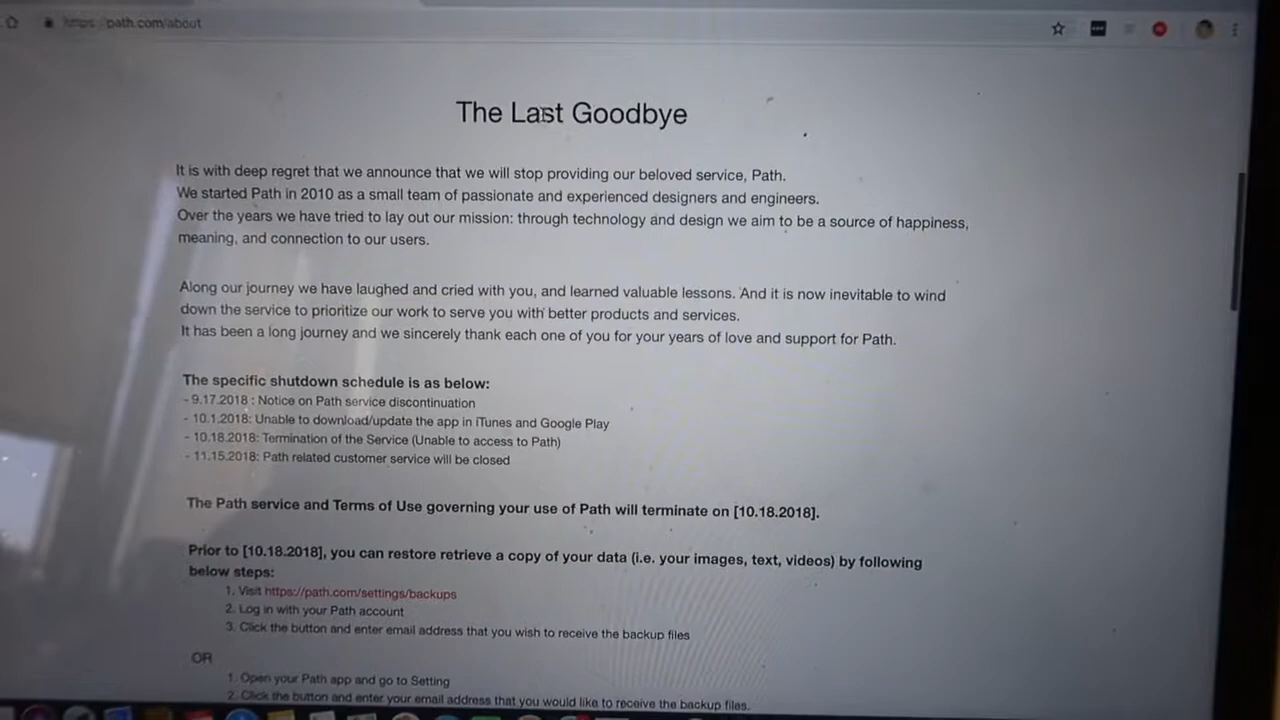 https://path.com/about
The Last Goodbye
It is with deep regret that we announce that we will stop providing our beloved service, Path.
We started Path in 2010 as a small team of passionate and experienced designers and engineers.
Over the years we have tried to lay out our mission: through technology and design we aim to be a source of happiness,
meaning, and connection to our users.
Along our journey we have laughed and cried with you, and learned valuable lessons. And it is now inevitable to wind
down the service to prioritize our work to serve you with better products and services.
It has been a long journey and we sincerely thank each one of you for your years of love and support for Path.
The specific shutdown schedule is as below:
- 9.17.2018 : Notice on Path service discontinuation
- 10.1.2018: Unable to download/update the app in iTunes and Google Play
- 10.18.2018: Termination of the Service (Unable to access to Path)
- 11.15.2018: Path related customer service will be closed
The Path service and Terms of Use governing your use of Path will terminate on [10.18.2018].
Prior to [10.18.2018], you can restore retrieve a copy of your data (i.e. your images, text, videos) by following
below steps:
1. Visit https://path.com/settings/backups
2. Log in with your Path account
3. Click the button and enter email address that you wish to receive the backup files
OR
1. Open your Path app and go to Setting
2. Click the button and enter your email address that you would like to receive the backup files.